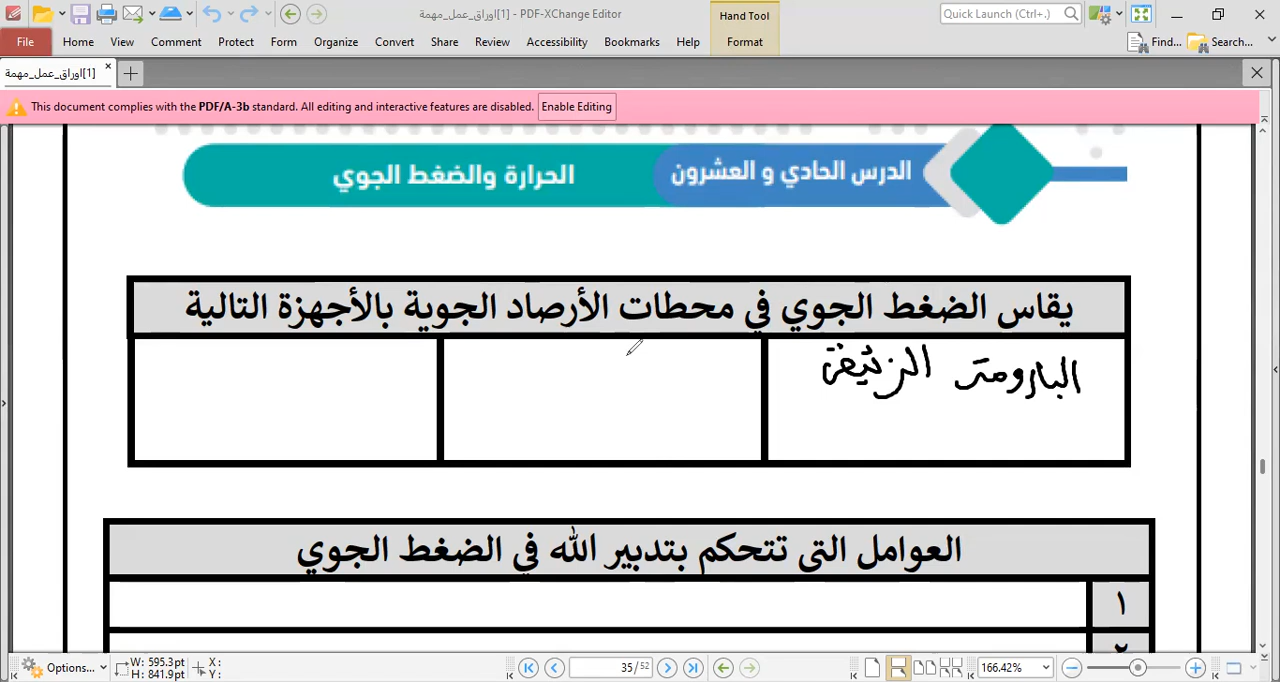 [1]اوراق_عمل_مهمة - PDF-XChange Editor
Hand Tool
Quick Launch (Ctrl+.)
File Home View Comment Protect Form Organize Convert Share Review Accessibility Bookmarks Help Format
Find... Search...
[1]اوراق_عمل_مهمة
This document complies with the PDF/A-3b standard. All editing and interactive features are disabled. Enable Editing
الدرس الحادي و العشرون الحرارة والضغط الجوي
يقاس الضغط الجوي في محطات الأرصاد الجوية بالأجهزة التالية
البارومتر الزئبقي
العوامل التى تتحكم بتدبير الله في الضغط الجوي
١
٢
Options... W: 595.3pt X: 35 / 52 166.42%
H: 841.9pt Y: